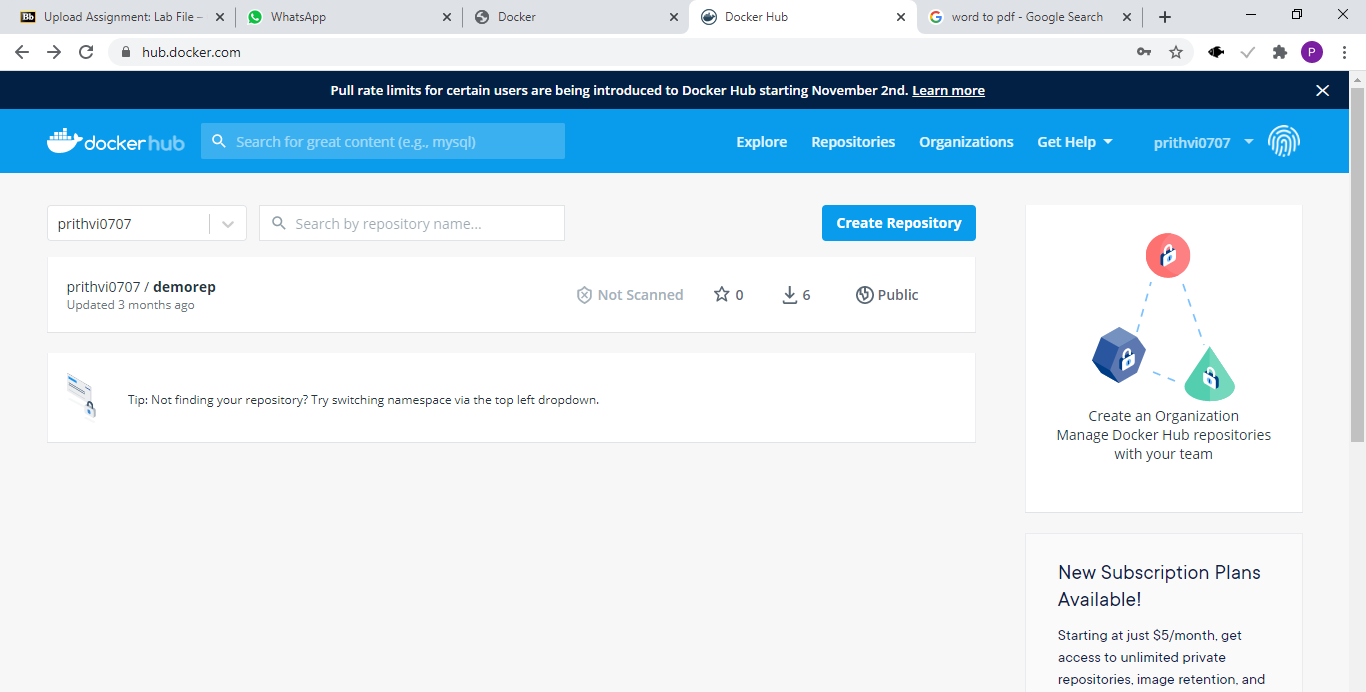 Bb Upload Assignment: Lab File –
WhatsApp
Docker
Docker Hub
G word to pdf - Google Search
hub.docker.com
P
Pull rate limits for certain users are being introduced to Docker Hub starting November 2nd. Learn more
docker hub
Search for great content (e.g., mysql)
Explore
Repositories
Organizations
Get Help
prithvi0707
prithvi0707
Search by repository name...
Create Repository
prithvi0707 / demorep
Updated 3 months ago
Not Scanned
0
6
Public
Tip: Not finding your repository? Try switching namespace via the top left dropdown.
Create an Organization
Manage Docker Hub repositories
with your team
New Subscription Plans
Available!
Starting at just $5/month, get
access to unlimited private
repositories, image retention, and